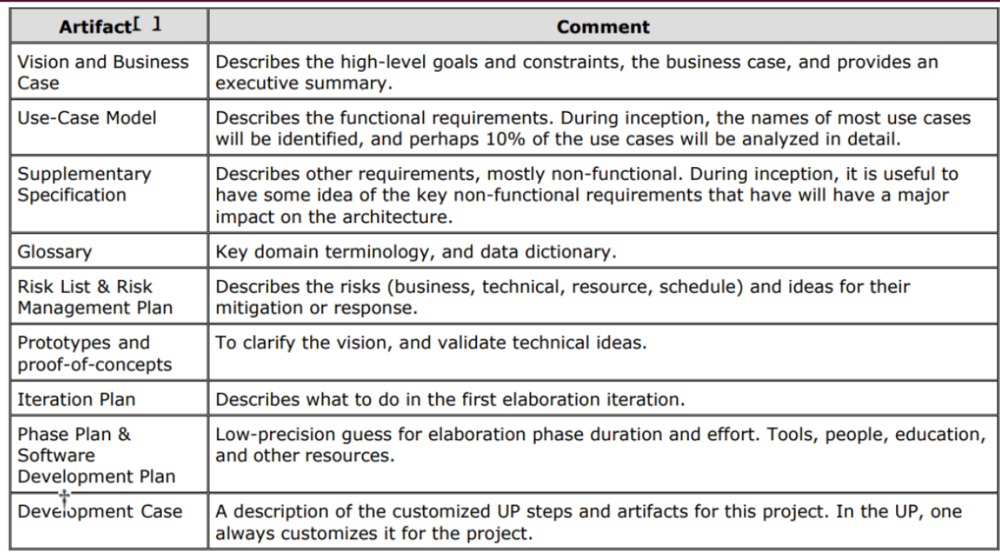 Artifact[ ]
Comment
Vision and Business
Case
Describes the high-level goals and constraints, the business case, and provides an
executive summary.
Use-Case Model
Describes the functional requirements. During inception, the names of most use cases
will be identified, and perhaps 10% of the use cases will be analyzed in detail.
Supplementary
Specification
Describes other requirements, mostly non-functional. During inception, it is useful to
have some idea of the key non-functional requirements that have will have a major
impact on the architecture.
Glossary
Key domain terminology, and data dictionary.
Risk List & Risk
Management Plan
Describes the risks (business, technical, resource, schedule) and ideas for their
mitigation or response.
Prototypes and
proof-of-concepts
To clarify the vision, and validate technical ideas.
Iteration Plan
Describes what to do in the first elaboration iteration.
Phase Plan &
Software
Development Plan
Low-precision guess for elaboration phase duration and effort. Tools, people, education,
and other resources.
†
Development Case
A description of the customized UP steps and artifacts for this project. In the UP, one
always customizes it for the project.